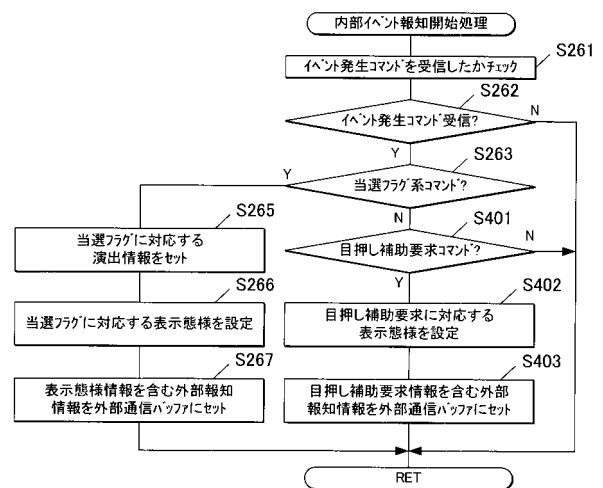 内部イベント報知開始処理
S261
イベント発生コマンドを受信したかチェック
S262
イベント発生コマンド受信?
N
Y
S263
Y
当選フラグ系コマンド?
S265
N
S401
当選フラグに対応する
演出情報をセット
目押し補助要求コマンド?
N
S266
Y
S402
当選フラグに対応する表示態様を設定
目押し補助要求に対応する
表示態様を設定
S267
S403
表示態様情報を含む外部報知
情報を外部通信バッファにセット
目押し補助要求情報を含む外部
報知情報を外部通信バッファにセット
RET